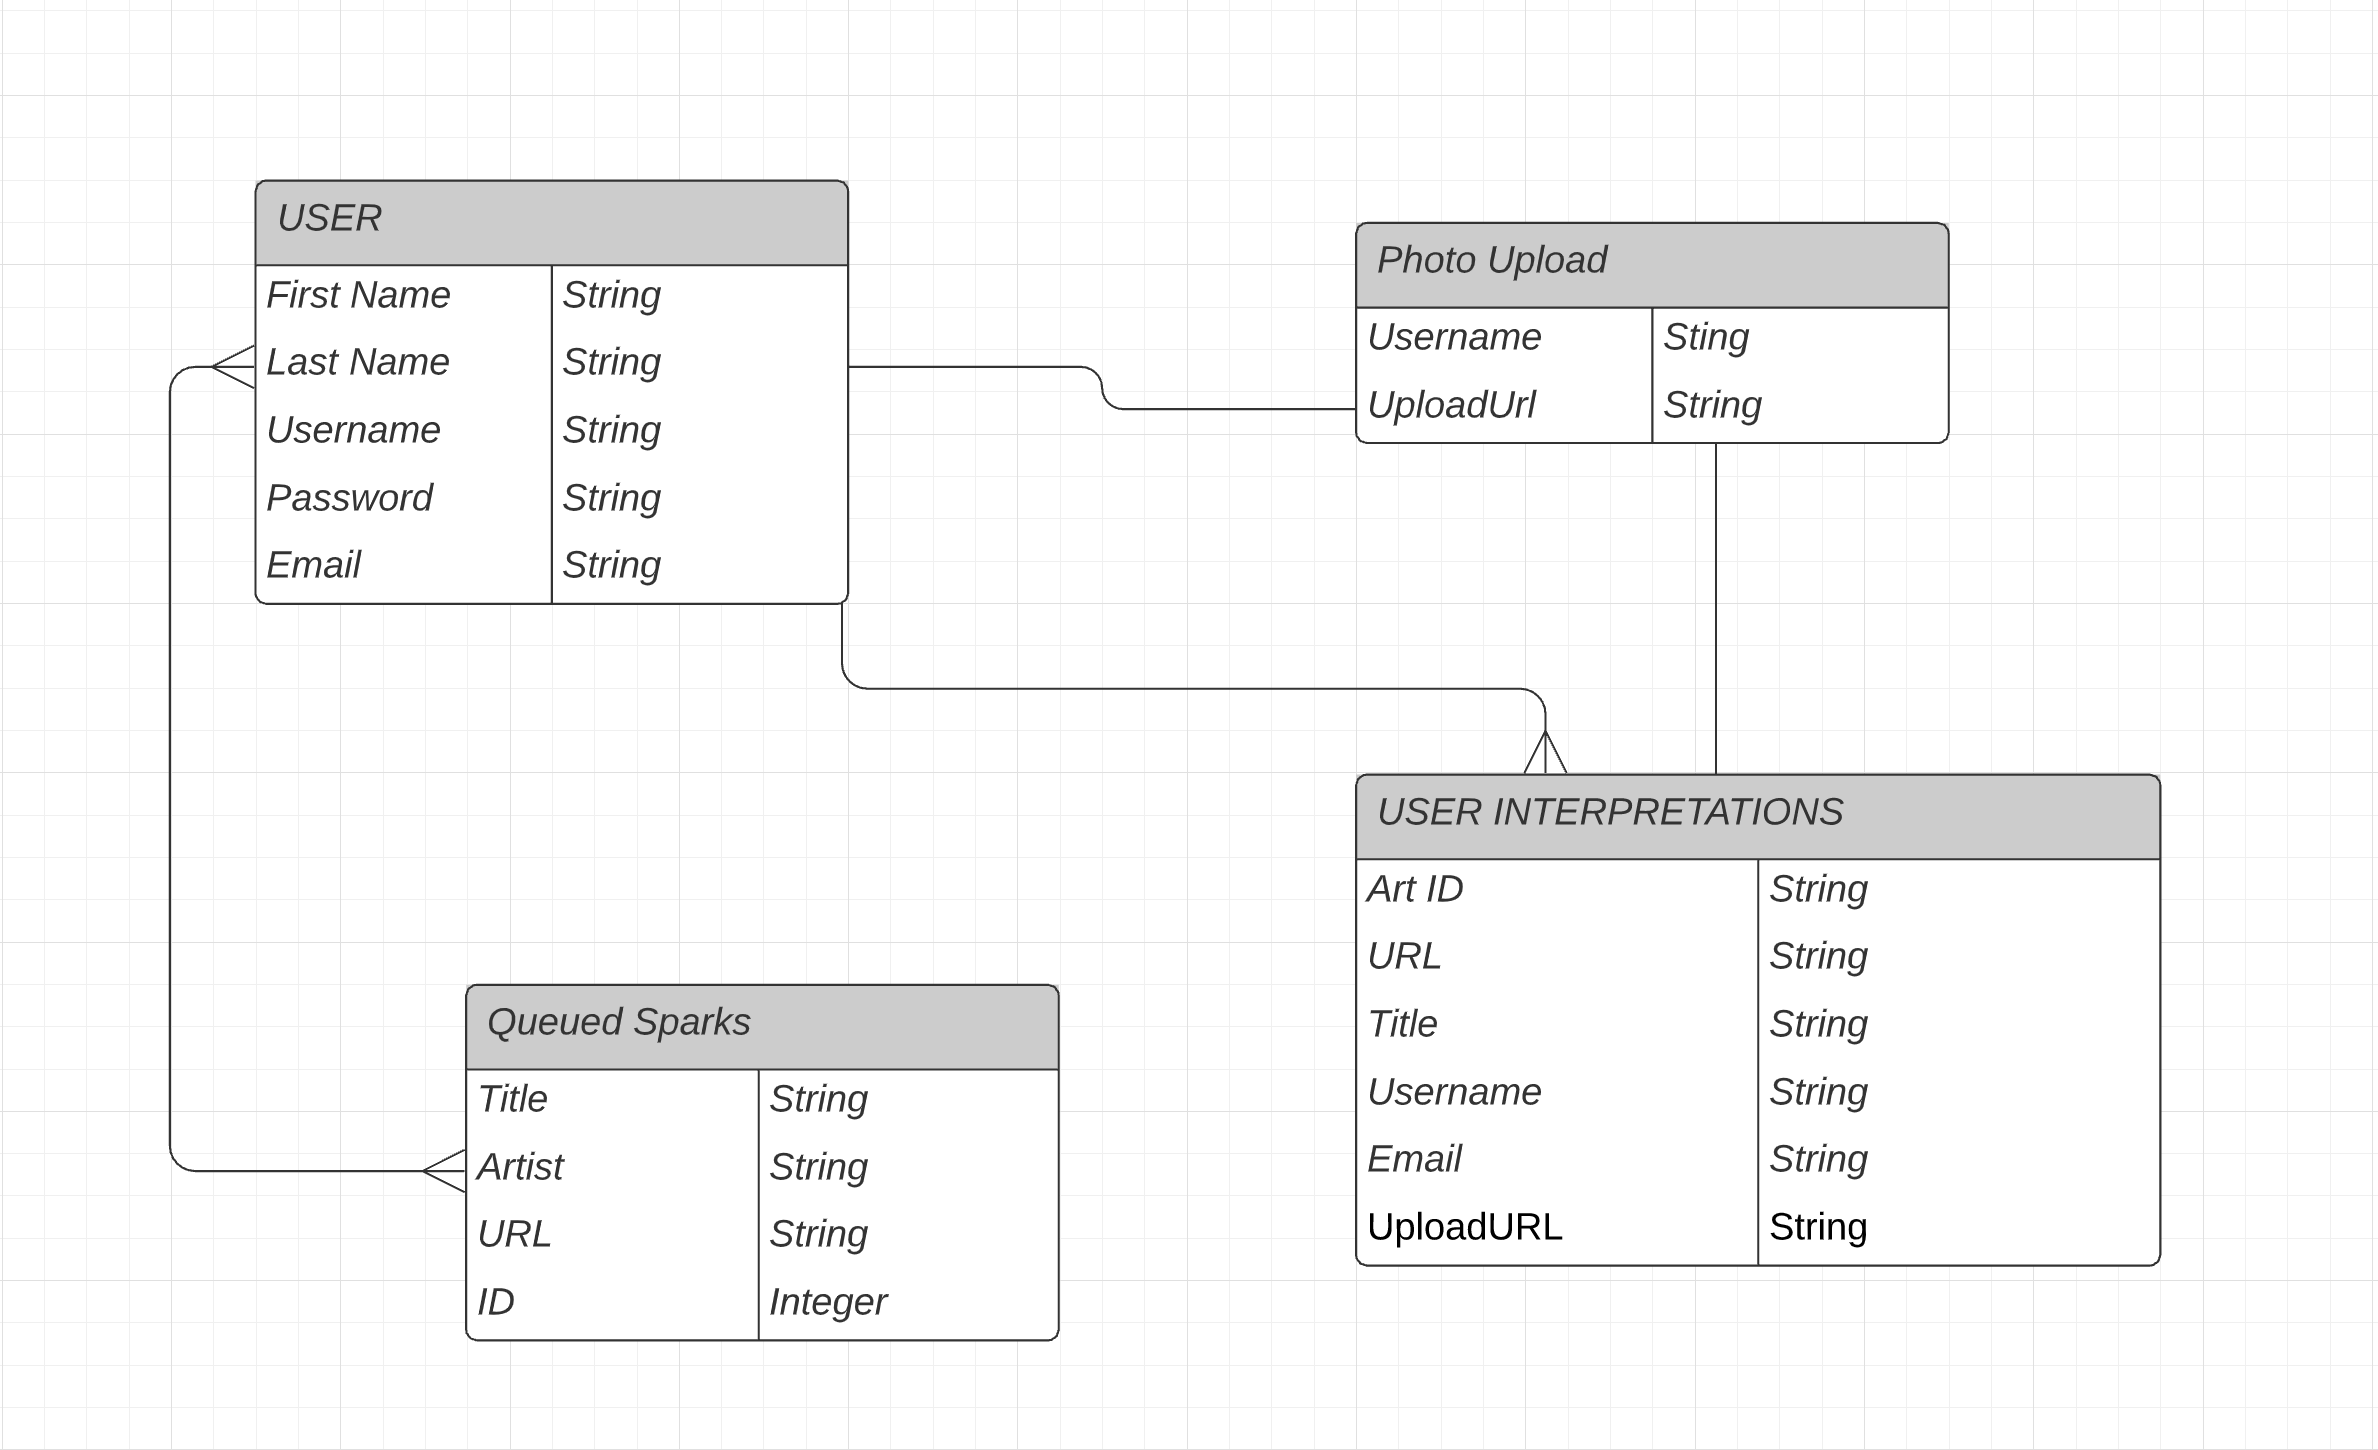 USER
First Name String
Last Name String
Username String
Password String
Email String
Photo Upload
Username Sting
UploadUrl String
USER INTERPRETATIONS
Art ID String
URL String
Title String
Username String
Email String
UploadURL String
Queued Sparks
Title String
Artist String
URL String
ID Integer